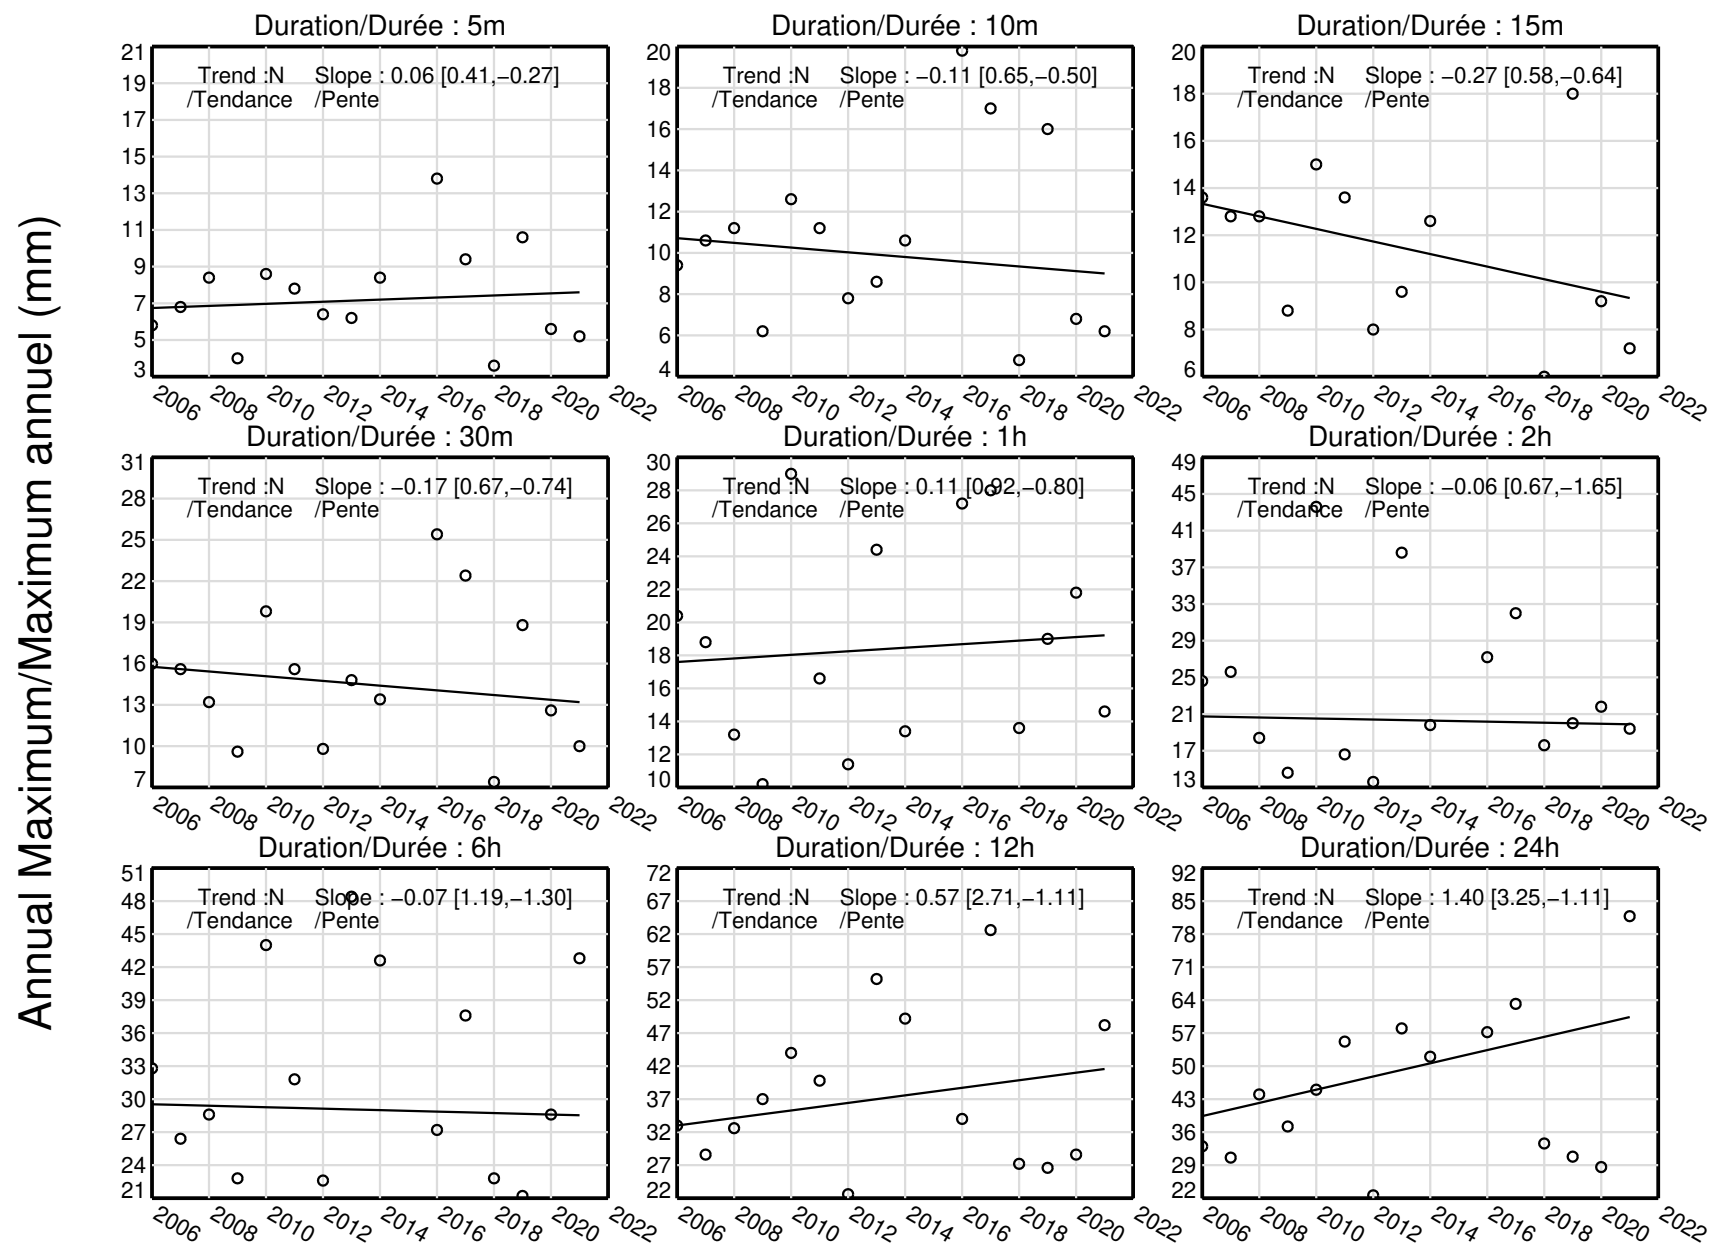 Annual Maximum/Maximum annuel (mm)
Duration/Durée : 5m
Trend :N Slope : 0.06 [0.41,−0.27]
/Tendance /Pente
21
19
17
15
13
11
9
7
5
3
2006 2008 2010 2012 2014 2016 2018 2020 2022
Duration/Durée : 10m
Trend :N Slope : −0.11 [0.65,−0.50]
/Tendance /Pente
20
18
16
14
12
10
8
6
4
2006 2008 2010 2012 2014 2016 2018 2020 2022
Duration/Durée : 15m
Trend :N Slope : −0.27 [0.58,−0.64]
/Tendance /Pente
20
18
16
14
12
10
8
6
2006 2008 2010 2012 2014 2016 2018 2020 2022
Duration/Durée : 30m
Trend :N Slope : −0.17 [0.67,−0.74]
/Tendance /Pente
31
28
25
22
19
16
13
10
7
2006 2008 2010 2012 2014 2016 2018 2020 2022
Duration/Durée : 1h
Trend :N Slope : 0.11 [0.92,−0.80]
/Tendance /Pente
30
28
26
24
22
20
18
16
14
12
10
2006 2008 2010 2012 2014 2016 2018 2020 2022
Duration/Durée : 2h
Trend :N Slope : −0.06 [0.67,−1.65]
/Tendance /Pente
49
45
41
37
33
29
25
21
17
13
2006 2008 2010 2012 2014 2016 2018 2020 2022
Duration/Durée : 6h
Trend :N Slope : −0.07 [1.19,−1.30]
/Tendance /Pente
51
48
45
42
39
36
33
30
27
24
21
2006 2008 2010 2012 2014 2016 2018 2020 2022
Duration/Durée : 12h
Trend :N Slope : 0.57 [2.71,−1.11]
/Tendance /Pente
72
67
62
57
52
47
42
37
32
27
22
2006 2008 2010 2012 2014 2016 2018 2020 2022
Duration/Durée : 24h
Trend :N Slope : 1.40 [3.25,−1.11]
/Tendance /Pente
92
85
78
71
64
57
50
43
36
29
22
2006 2008 2010 2012 2014 2016 2018 2020 2022